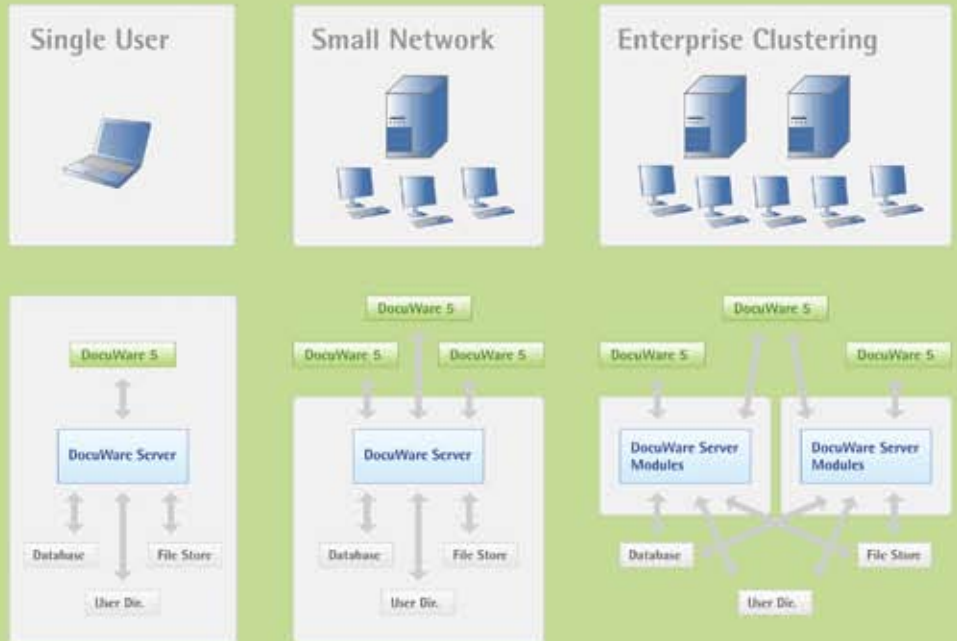 Single User
Small Network
Enterprise Clustering
DocuWare 5
DocuWare Server
Database
File Store
User Dir.
DocuWare 5
DocuWare 5
DocuWare 5
DocuWare Server
Database
File Store
User Dir.
DocuWare 5
DocuWare 5
DocuWare 5
DocuWare Server
Modules
DocuWare Server
Modules
Database
File Store
User Dir.